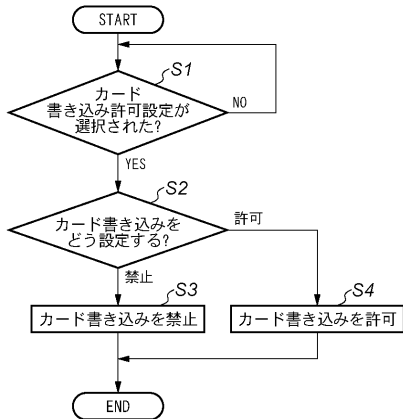 START
S1
カード
書き込み許可設定が
選択された?
NO
YES
S2
カード書き込みを
どう設定する?
許可
禁止
S3
カード書き込みを禁止
S4
カード書き込みを許可
END